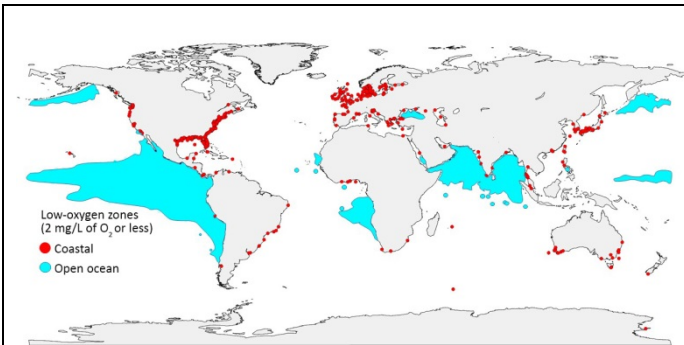 Low-oxygen zones
(2 mg/L of O₂ or less)
Coastal
Open ocean